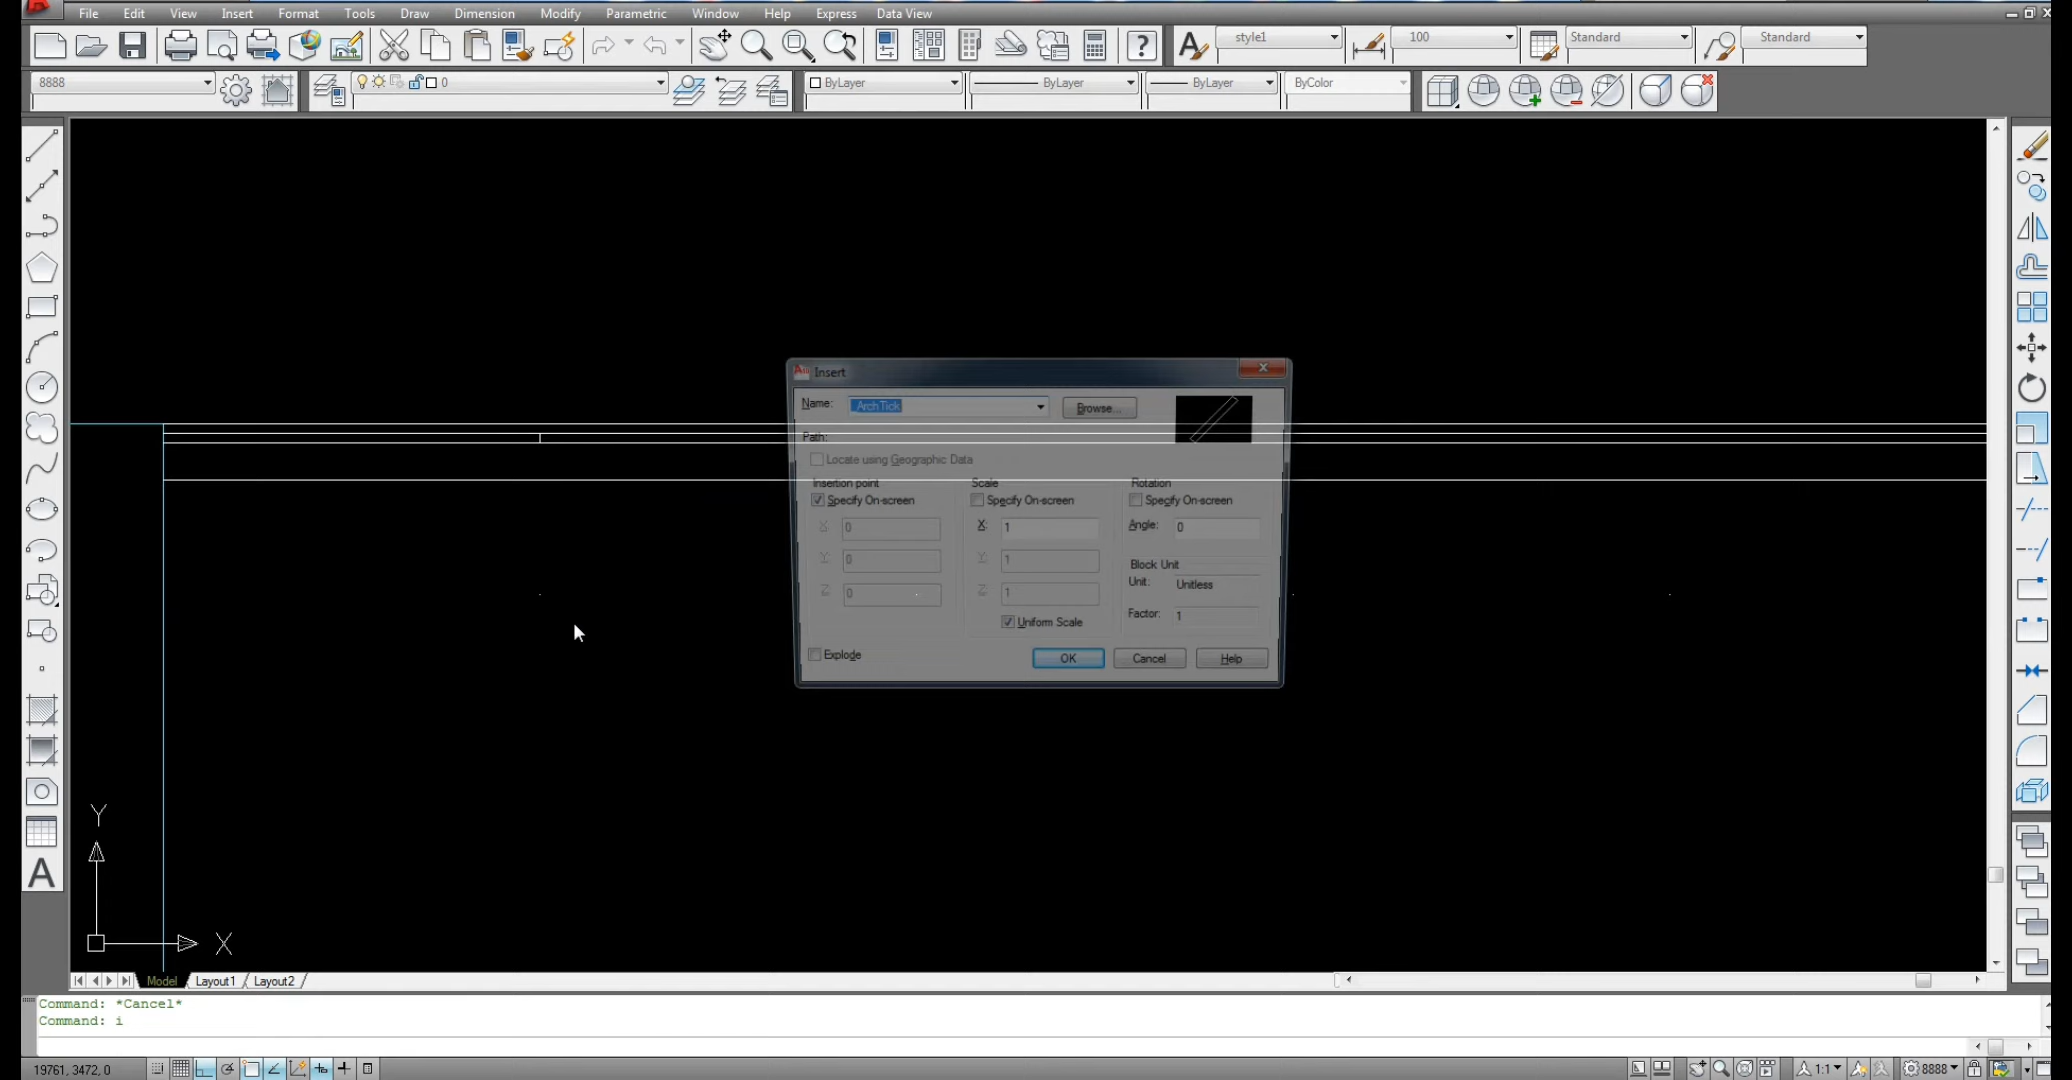 File Edit View Insert Format Tools Draw Dimension Modify Parametric Window Help Express Data View
style1 100 Standard Standard
8888 0 ByLayer ByLayer ByLayer ByColor
Insert
Name: _ArchTick Browse...
Path:
Locate using Geographic Data
Insertion point Scale Rotation
Specify On-screen Specify On-screen Specify On-screen
X: 0 X: 1 Angle: 0
Y: 0 Y: 1
Block Unit
Unit: Unitless
Z: 0 Z: 1
Factor: 1
Uniform Scale
Explode OK Cancel Help
Y
X
Model Layout1 Layout2
Command: *Cancel*
Command: i
19761, 3472, 0 1:1 8888